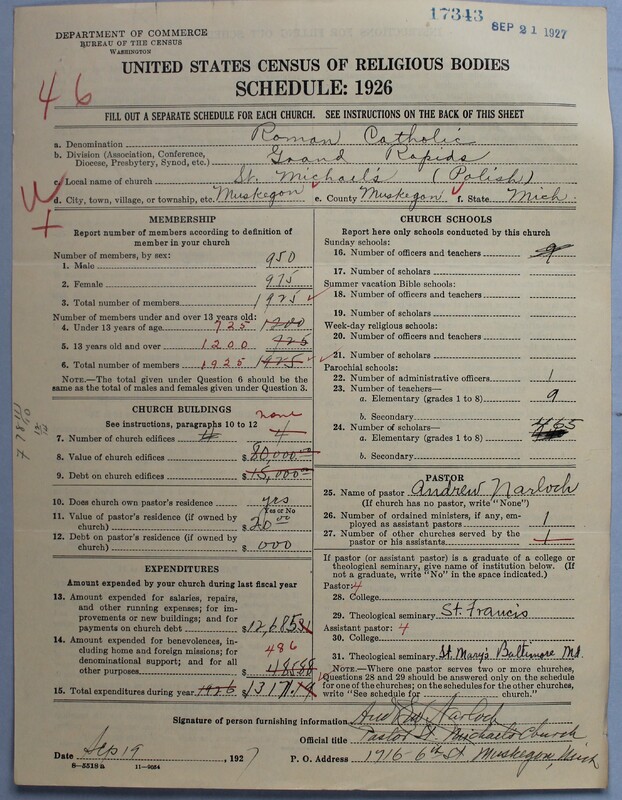 17343
SEP 21 1927
DEPARTMENT OF COMMERCE
BUREAU OF THE CENSUS
WASHINGTON
UNITED STATES CENSUS OF RELIGIOUS BODIES
SCHEDULE: 1926
46
FILL OUT A SEPARATE SCHEDULE FOR EACH CHURCH. SEE INSTRUCTIONS ON THE BACK OF THIS SHEET
a. Denomination Roman Catholic
b. Division (Association, Conference, Diocese, Presbytery, Synod, etc.) Grand Rapids
c. Local name of church St. Michael's (Polish)
d. City, town, village, or township, etc. Muskegon e. County Muskegon f. State Mich
MEMBERSHIP
Report number of members according to definition of
member in your church
Number of members, by sex:
1. Male 950
2. Female 975
3. Total number of members 1925
Number of members under and over 13 years old:
4. Under 13 years of age 725 1200
5. 13 years old and over 1200 725
6. Total number of members 1925 1925
NOTE.—The total given under Question 6 should be the
same as the total of males and females given under Question 3.
CHURCH BUILDINGS
none
See instructions, paragraphs 10 to 12
7. Number of church edifices 4
8. Value of church edifices $ 80,000.00
9. Debt on church edifices $ 15,000.00
10. Does church own pastor's residence yes
Yes or No
11. Value of pastor's residence (if owned by
church) $ 20 00
12. Debt on pastor's residence (if owned by
church) $ 000
EXPENDITURES
Amount expended by your church during last fiscal year
13. Amount expended for salaries, repairs,
and other running expenses; for im-
provements or new buildings; and for
payments on church debt $ 12,685
14. Amount expended for benevolences, in-
cluding home and foreign missions; for
denominational support; and for all
other purposes $
486
15. Total expenditures during year 1926 $
CHURCH SCHOOLS
Report here only schools conducted by this church
Sunday schools:
16. Number of officers and teachers 9
17. Number of scholars
Summer vacation Bible schools:
18. Number of officers and teachers
19. Number of scholars
Week-day religious schools:
20. Number of officers and teachers
21. Number of scholars
Parochial schools:
22. Number of administrative officers 1
23. Number of teachers—
a. Elementary (grades 1 to 8) 9
b. Secondary
24. Number of scholars—
a. Elementary (grades 1 to 8) 465
b. Secondary
PASTOR
25. Name of pastor Andrew Narloch
(If church has no pastor, write "None")
26. Number of ordained ministers, if any, em-
ployed as assistant pastors 1
27. Number of other churches served by the
pastor or his assistants 1
If pastor (or assistant pastor) is a graduate of a college or
theological seminary, give name of institution below. (If
not a graduate, write "No" in the space indicated.)
Pastor: 4
28. College
29. Theological seminary St. Francis
Assistant pastor: 4
30. College
31. Theological seminary St Mary's Baltimore Md.
NOTE.—Where one pastor serves two or more churches,
Questions 28 and 29 should be answered only on the schedule
for one of the churches; on the schedules for the other churches,
write "See schedule for church."
Signature of person furnishing information Andrew Narloch
Official title Pastor St. Michaels Church
Date Sep 19, 1927 P. O. Address 1716-6th St Muskegon, Mich
8—5518a 11—9054